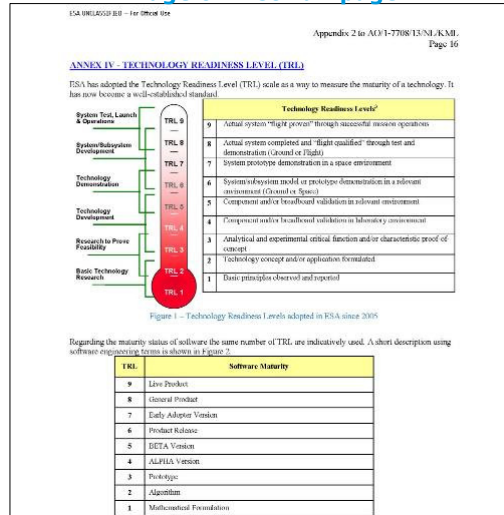 ESA UNCLASSIFIED – For Official Use
Appendix 2 to AO/1-7708/13/NL/KML
Page 16
ANNEX IV - TECHNOLOGY READINESS LEVEL (TRL)
ESA has adopted the Technology Readiness Level (TRL) scale as a way to measure the maturity of a technology. It
has now become a well-established standard.
System Test, Launch
& Operations
System/Subsystem
Development
Technology
Demonstration
Technology
Development
Research to Prove
Feasibility
Basic Technology
Research
TRL 9
TRL 8
TRL 7
TRL 6
TRL 5
TRL 4
TRL 3
TRL 2
TRL 1
Technology Readiness Levels
9 Actual system "flight proven" through successful mission operations
8 Actual system completed and "flight qualified" through test and
demonstration (Ground or Flight)
7 System prototype demonstration in a space environment
6 System/subsystem model or prototype demonstration in a relevant
environment (Ground or Space)
5 Component and/or breadboard validation in relevant environment
4 Component and/or breadboard validation in laboratory environment
3 Analytical and experimental critical function and/or characteristic proof-of-
concept
2 Technology concept and/or application formulated
1 Basic principles observed and reported
Figure 1 – Technology Readiness Levels adopted in ESA since 2005
Regarding the maturity status of software the same number of TRL are indicatively used. A short description using
software engineering terms is shown in Figure 2.
TRL Software Maturity
9 Live Product
8 General Product
7 Early Adopter Version
6 Product Release
5 BETA Version
4 ALPHA Version
3 Prototype
2 Algorithm
1 Mathematical Formulation